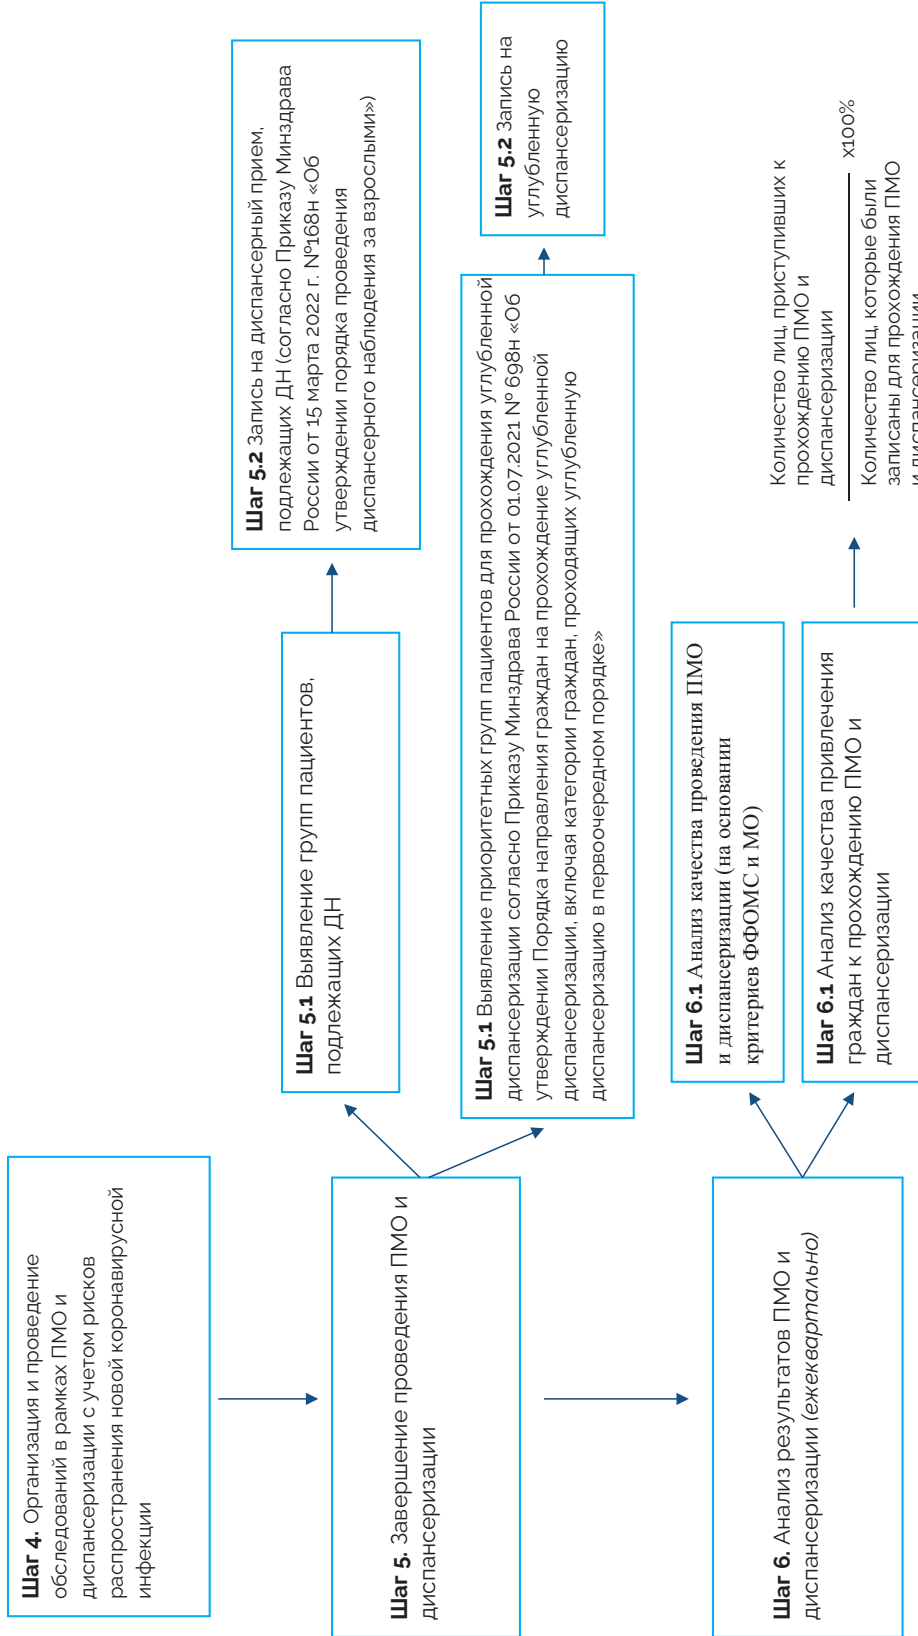 Шаг 4. Организация и проведение
обследований в рамках ПМО и
диспансеризации с учетом рисков
распространения новой коронавирусной
инфекции
Шаг 5. Завершение проведения ПМО и
диспансеризации
Шаг 5.1 Выявление групп пациентов,
подлежащих ДН
Шаг 5.2 Запись на диспансерный прием,
подлежащих ДН (согласно Приказу Минздрава
России от 15 марта 2022 г. №168н «Об
утверждении порядка проведения
диспансерного наблюдения за взрослыми»)
Шаг 5.1 Выявление приоритетных групп пациентов для прохождения углубленной
диспансеризации согласно Приказу Минздрава России от 01.07.2021 № 698н «Об
утверждении Порядка направления граждан на прохождение углубленной
диспансеризации, включая категории граждан, проходящих углубленную
диспансеризацию в первоочередном порядке»
Шаг 5.2 Запись на
углубленную
диспансеризацию
Шаг 6. Анализ результатов ПМО и
диспансеризации (ежеквартально)
Шаг 6.1 Анализ качества проведения ПМО
и диспансеризации (на основании
критериев ФФОМС и МО)
Шаг 6.1 Анализ качества привлечения
граждан к прохождению ПМО и
диспансеризации
Количество лиц, приступивших к
прохождению ПМО и
диспансеризации
x100%
Количество лиц, которые были
записаны для прохождения ПМО
и диспансеризации